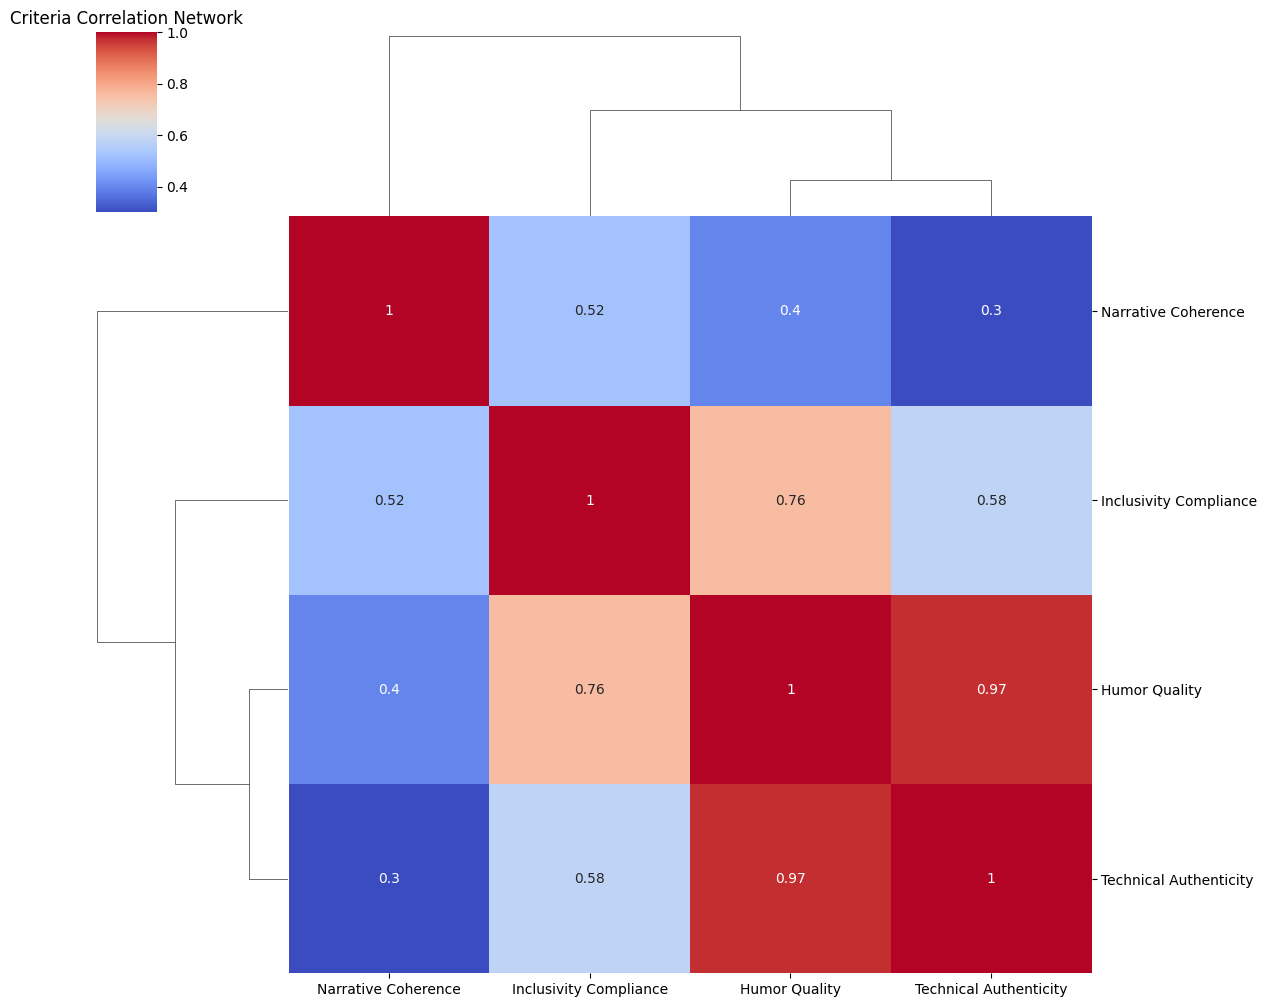 Criteria Correlation Network
1.0
0.8
0.6
0.4
1 0.52 0.4 0.3 Narrative Coherence
0.52 1 0.76 0.58 Inclusivity Compliance
0.4 0.76 1 0.97 Humor Quality
0.3 0.58 0.97 1 Technical Authenticity
Narrative Coherence Inclusivity Compliance Humor Quality Technical Authenticity